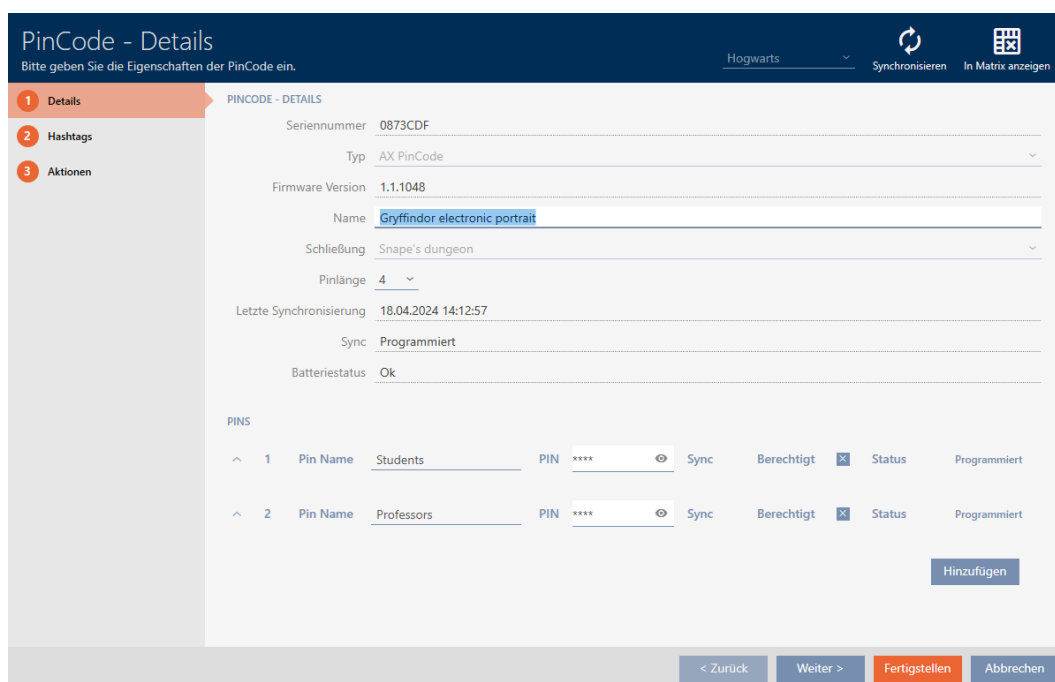 PinCode - Details
Bitte geben Sie die Eigenschaften der PinCode ein.
Hogwarts
Synchronisieren
In Matrix anzeigen
1 Details
2 Hashtags
3 Aktionen
PINCODE - DETAILS
Seriennummer 0873CDF
Typ AX PinCode
Firmware Version 1.1.1048
Name Gryffindor electronic portrait
Schließung Snape's dungeon
Pinlänge 4
Letzte Synchronisierung 18.04.2024 14:12:57
Sync Programmiert
Batteriestatus Ok
PINS
1 Pin Name Students PIN **** Sync Berechtigt Status Programmiert
2 Pin Name Professors PIN **** Sync Berechtigt Status Programmiert
Hinzufügen
< Zurück Weiter > Fertigstellen Abbrechen